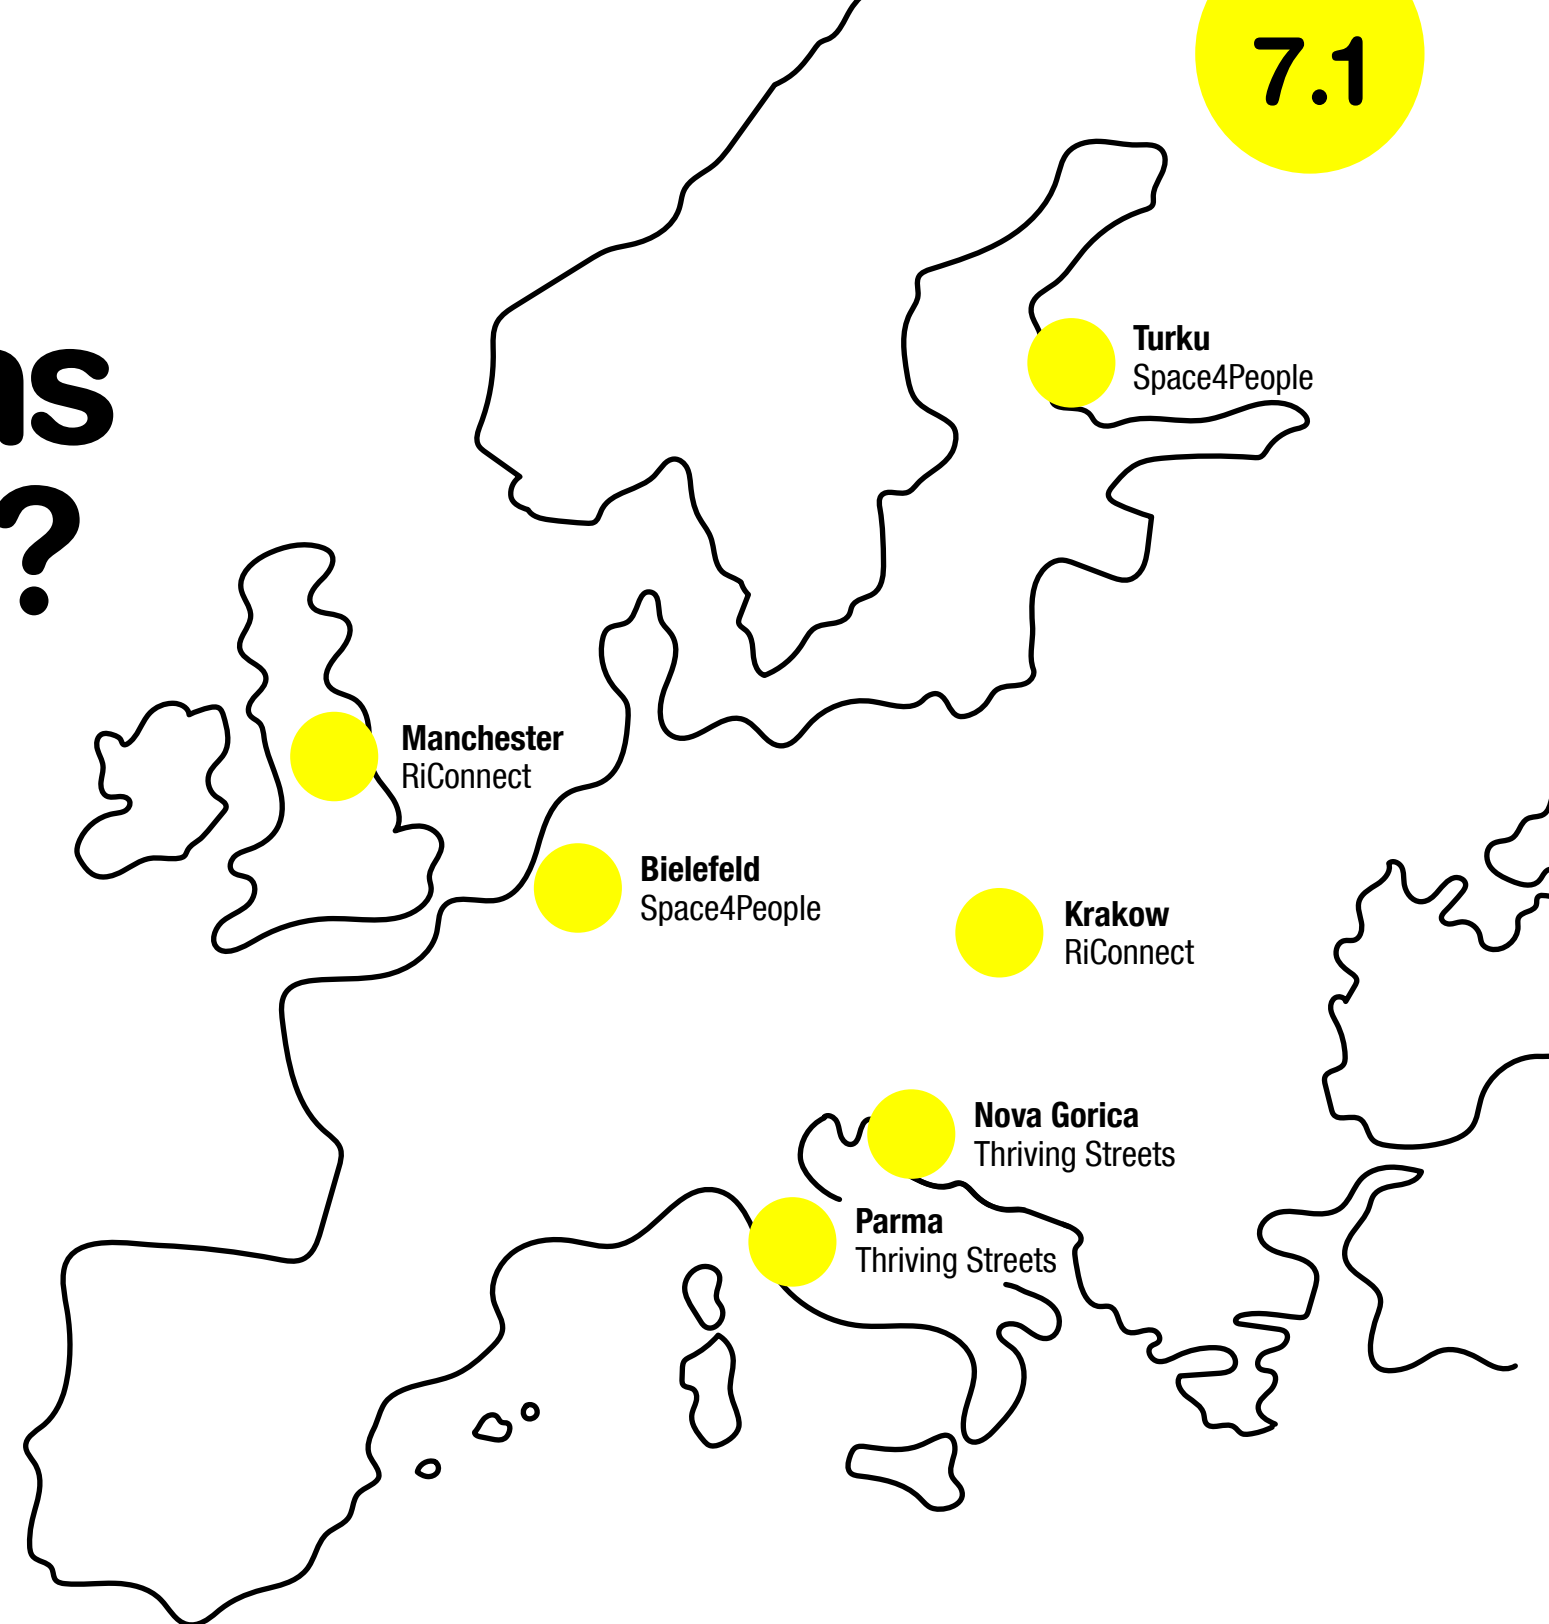 7.1
?
Turku
Space4People
Manchester
RiConnect
Bielefeld
Space4People
Krakow
RiConnect
Nova Gorica
Thriving Streets
Parma
Thriving Streets